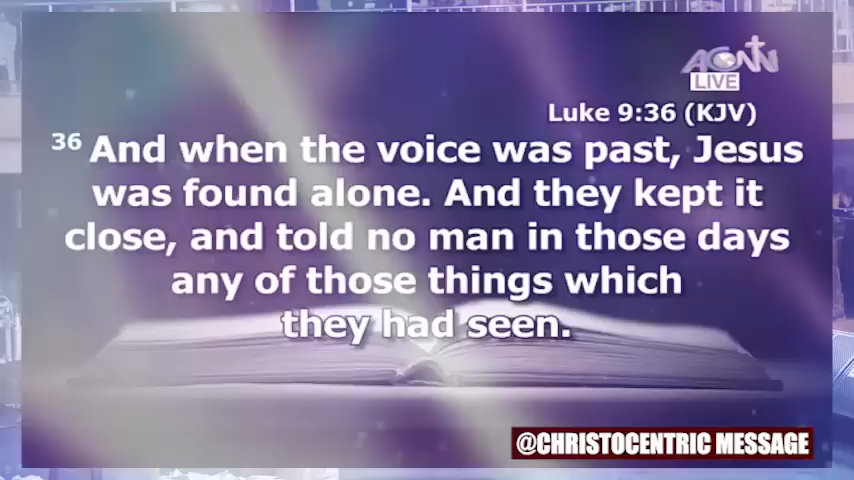 ACNN
LIVE
Luke 9:36 (KJV)
36 And when the voice was past, Jesus
was found alone. And they kept it
close, and told no man in those days
any of those things which
they had seen.
@CHRISTOCENTRIC MESSAGE